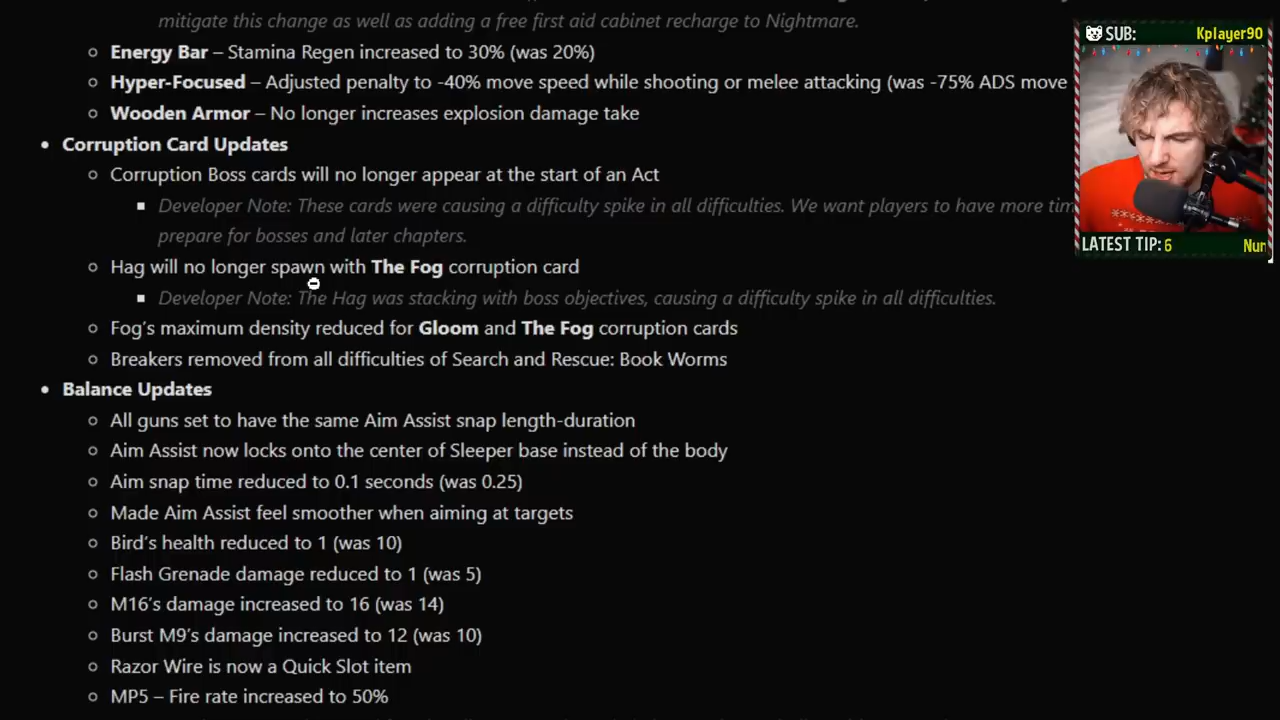 mitigate this change as well as adding a free first aid cabinet recharge to Nightmare.
Energy Bar – Stamina Regen increased to 30% (was 20%)
Hyper-Focused – Adjusted penalty to -40% move speed while shooting or melee attacking (was -75% ADS move
Wooden Armor – No longer increases explosion damage take
Corruption Card Updates
Corruption Boss cards will no longer appear at the start of an Act
Developer Note: These cards were causing a difficulty spike in all difficulties. We want players to have more tim
prepare for bosses and later chapters.
Hag will no longer spawn with The Fog corruption card
Developer Note: The Hag was stacking with boss objectives, causing a difficulty spike in all difficulties.
Fog's maximum density reduced for Gloom and The Fog corruption cards
Breakers removed from all difficulties of Search and Rescue: Book Worms
Balance Updates
All guns set to have the same Aim Assist snap length-duration
Aim Assist now locks onto the center of Sleeper base instead of the body
Aim snap time reduced to 0.1 seconds (was 0.25)
Made Aim Assist feel smoother when aiming at targets
Bird's health reduced to 1 (was 10)
Flash Grenade damage reduced to 1 (was 5)
M16's damage increased to 16 (was 14)
Burst M9's damage increased to 12 (was 10)
Razor Wire is now a Quick Slot item
MP5 – Fire rate increased to 50%
SUB: Kplayer90
LATEST TIP: 6 Nur